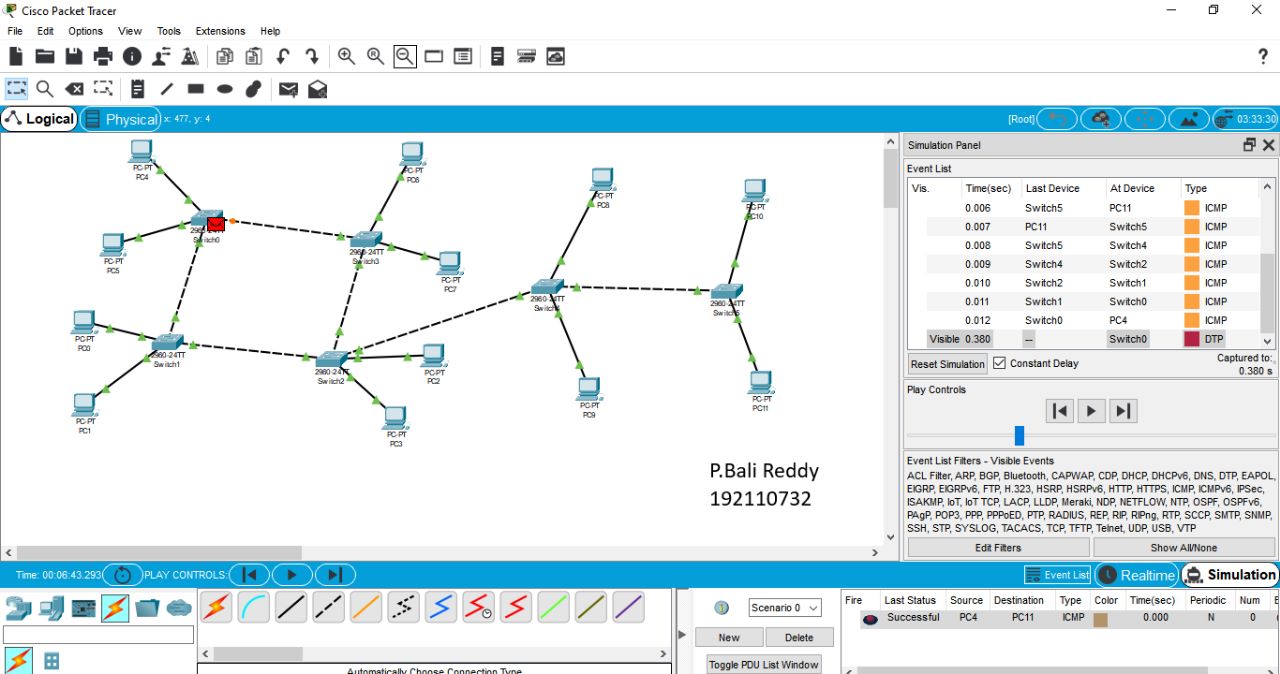 Cisco Packet Tracer
File Edit Options View Tools Extensions Help
Logical Physical x: 477, y: 4 [Root] 03:33:30
Simulation Panel
Event List
Vis. Time(sec) Last Device At Device Type
0.006 Switch5 PC11 ICMP
0.007 PC11 Switch5 ICMP
0.008 Switch5 Switch4 ICMP
0.009 Switch4 Switch2 ICMP
0.010 Switch2 Switch1 ICMP
0.011 Switch1 Switch0 ICMP
0.012 Switch0 PC4 ICMP
Visible 0.380 -- Switch0 DTP
Reset Simulation Constant Delay Captured to:
0.380 s
Play Controls
Event List Filters - Visible Events
ACL Filter, ARP, BGP, Bluetooth, CAPWAP, CDP, DHCP, DHCPv6, DNS, DTP, EAPOL,
EIGRP, EIGRPv6, FTP, H.323, HSRP, HSRPv6, HTTP, HTTPS, ICMP, ICMPv6, IPSec,
ISAKMP, IoT, IoT TCP, LACP, LLDP, Meraki, NDP, NETFLOW, NTP, OSPF, OSPFv6,
PAgP, POP3, PPP, PPPoED, PTP, RADIUS, REP, RIP, RIPng, RTP, SCCP, SMTP, SNMP,
SSH, STP, SYSLOG, TACACS, TCP, TFTP, Telnet, UDP, USB, VTP
Edit Filters Show All/None
PC-PT
PC4
PC-PT
PC5
Switch0
PC-PT
PC6
2960-24TT
Switch3
PC-PT
PC7
PC-PT
PC8
PC-PT
PC10
2960-24TT
2960-24TT
PC-PT
PC0
2960-24TT
Switch1
PC-PT
PC1
2960-24TT
Switch2
PC-PT
PC2
PC-PT
PC3
PC-PT
PC9
PC-PT
PC11
P.Bali Reddy
192110732
Time: 00:06:43.293 PLAY CONTROLS: Event List Realtime Simulation
Scenario 0
New Delete
Toggle PDU List Window
Fire Last Status Source Destination Type Color Time(sec) Periodic Num
Successful PC4 PC11 ICMP 0.000 N 0
Automatically Choose Connection Type